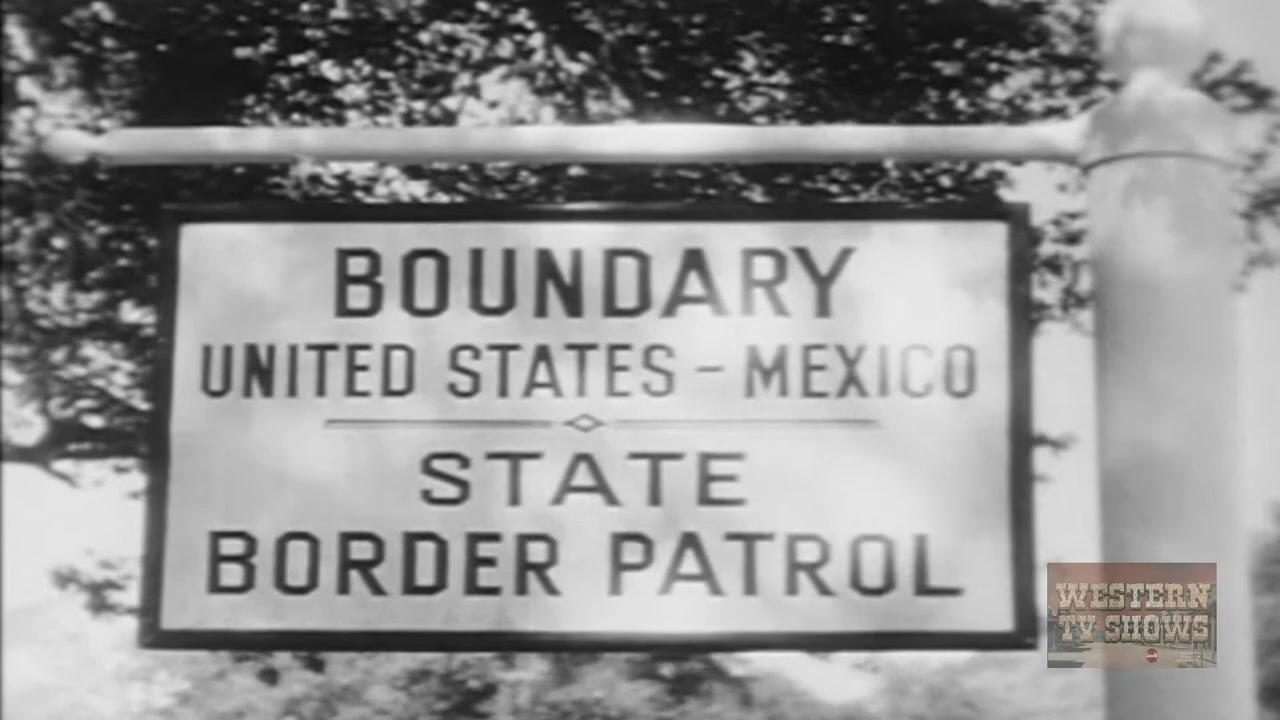 BOUNDARY
UNITED STATES - MEXICO
STATE
BORDER PATROL
WESTERN
TV SHOWS